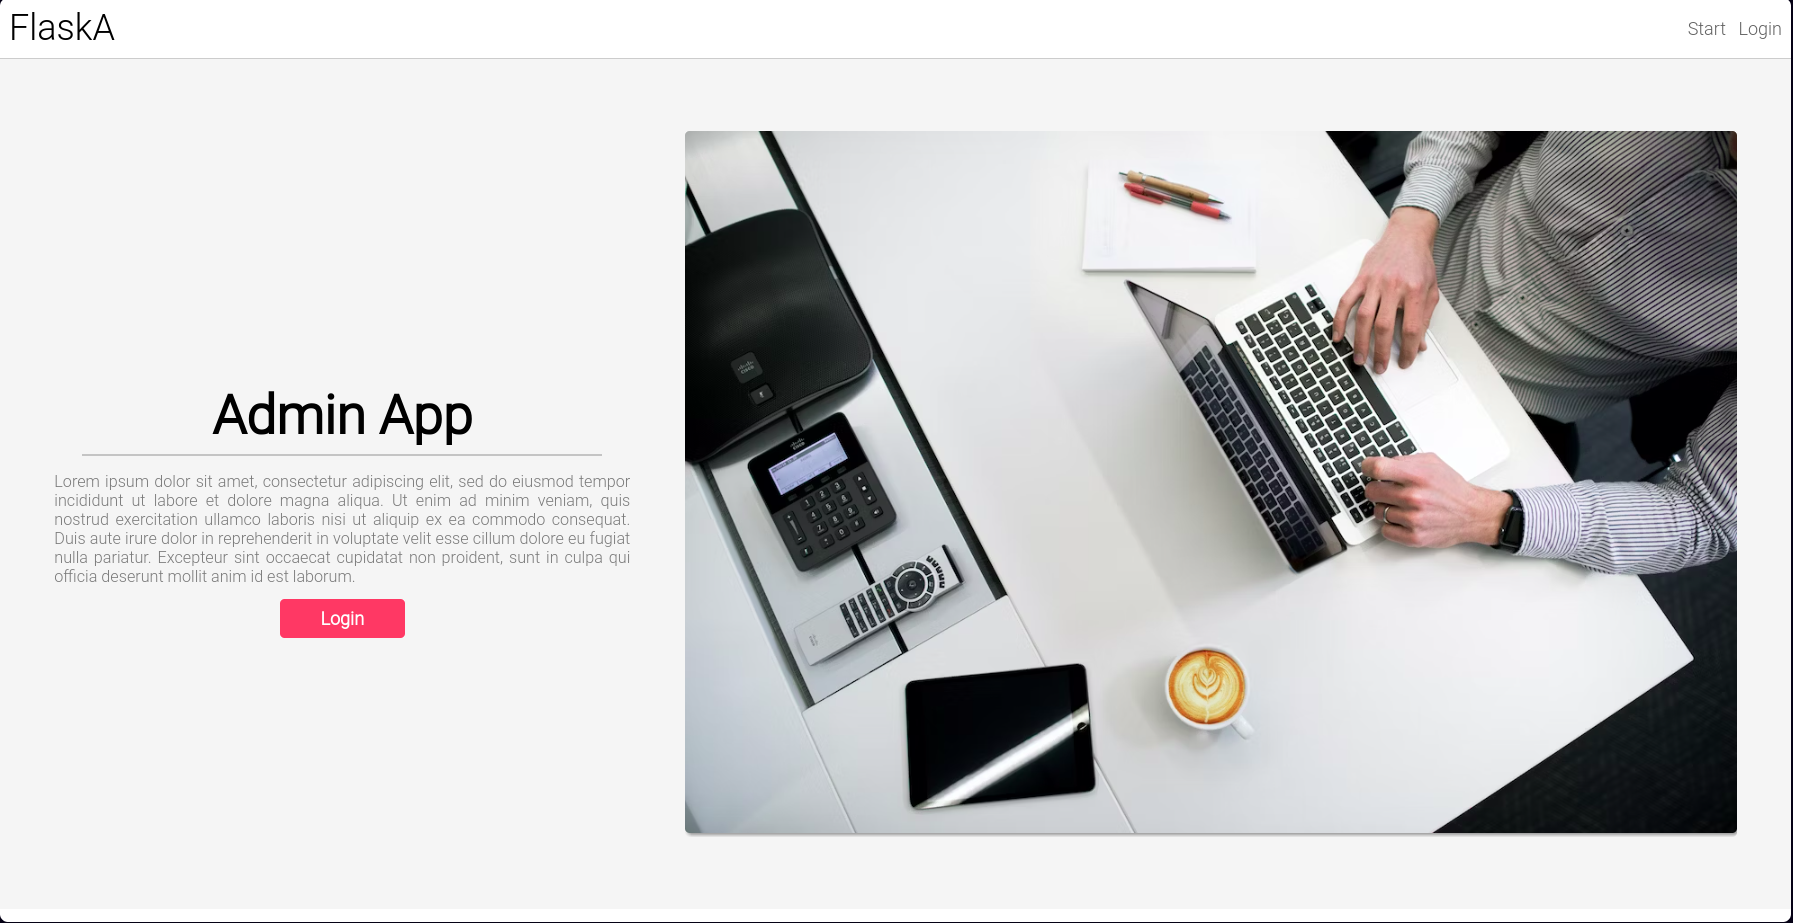 FlaskA
Start Login
Admin App
Lorem ipsum dolor sit amet, consectetur adipiscing elit, sed do eiusmod tempor
incididunt ut labore et dolore magna aliqua. Ut enim ad minim veniam, quis
nostrud exercitation ullamco laboris nisi ut aliquip ex ea commodo consequat.
Duis aute irure dolor in reprehenderit in voluptate velit esse cillum dolore eu fugiat
nulla pariatur. Excepteur sint occaecat cupidatat non proident, sunt in culpa qui
officia deserunt mollit anim id est laborum.
Login